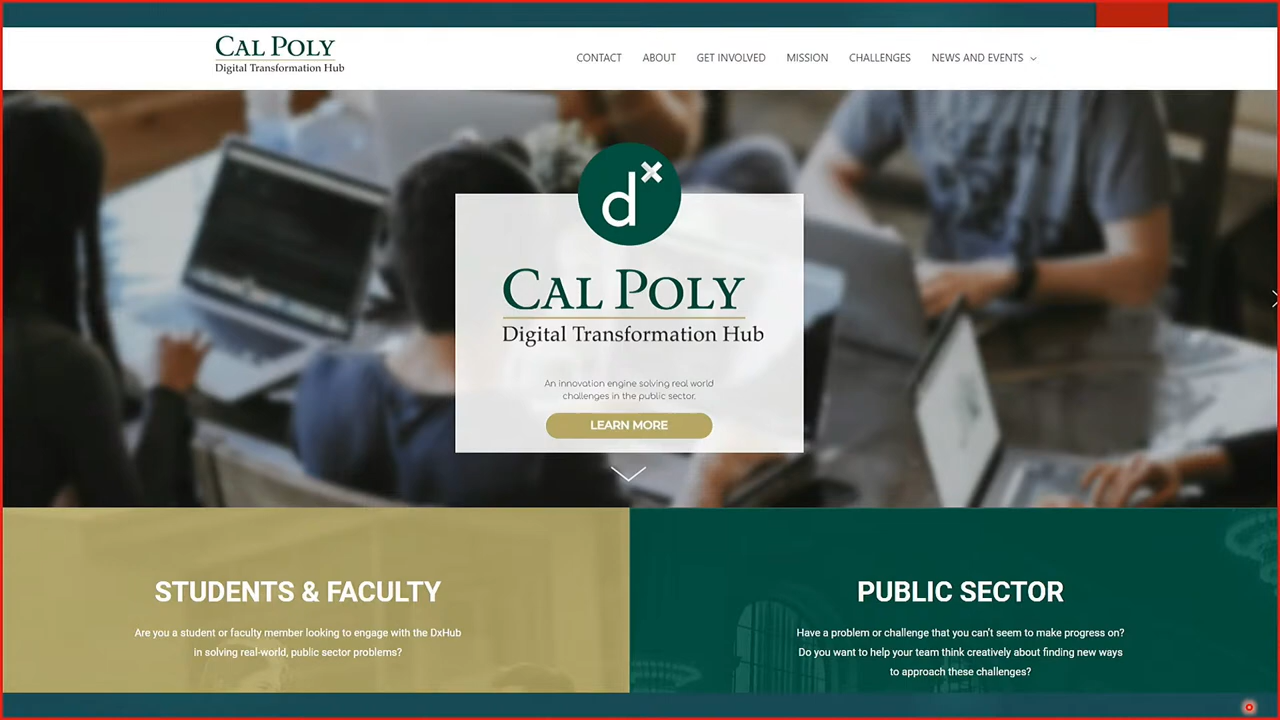 CAL POLY
Digital Transformation Hub
CONTACT ABOUT GET INVOLVED MISSION CHALLENGES NEWS AND EVENTS
dx
CAL POLY
Digital Transformation Hub
An innovation engine solving real world
challenges in the public sector.
LEARN MORE
STUDENTS & FACULTY
Are you a student or faculty member looking to engage with the DxHub
in solving real-world, public sector problems?
PUBLIC SECTOR
Have a problem or challenge that you can't seem to make progress on?
Do you want to help your team think creatively about finding new ways
to approach these challenges?